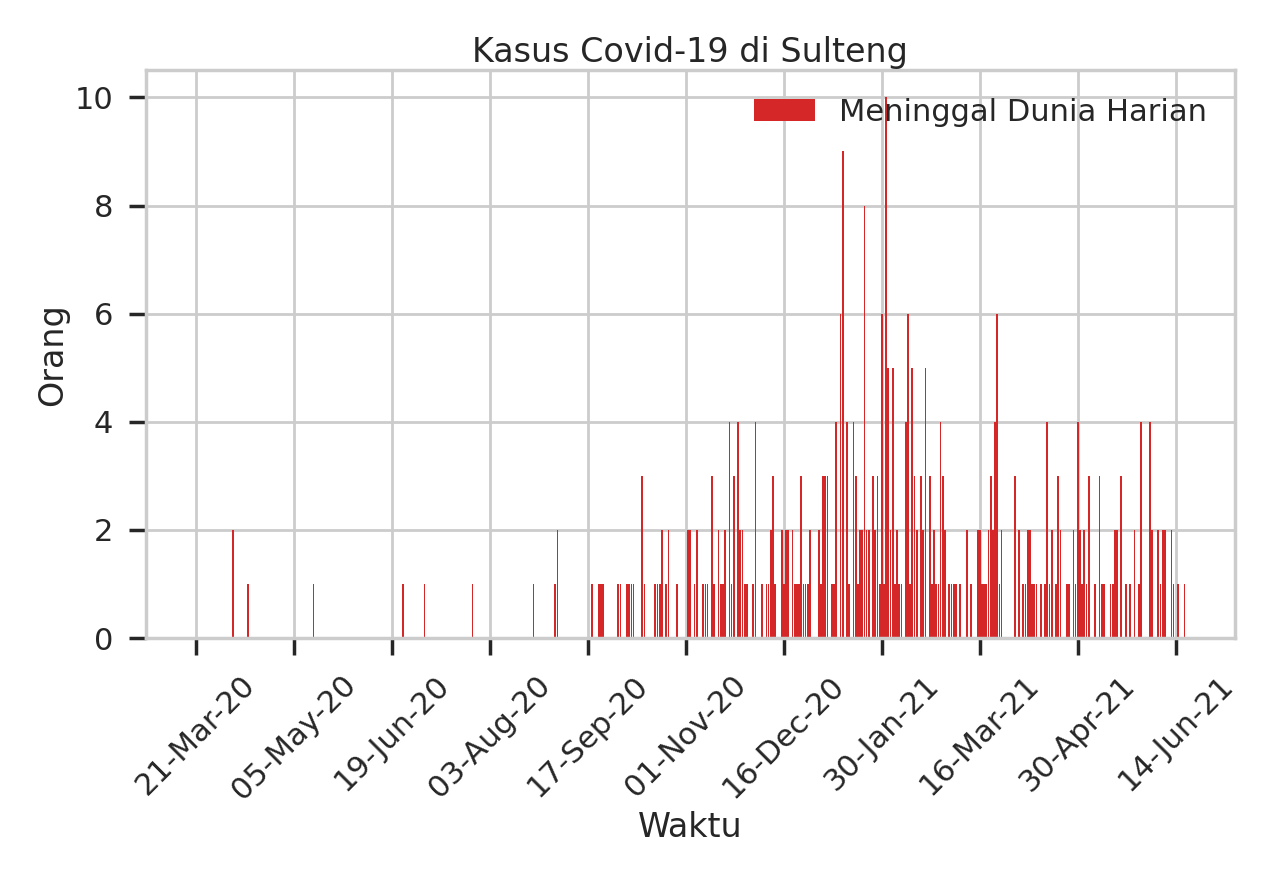 Kasus Covid-19 di Sulteng
Meninggal Dunia Harian
Orang
10
8
6
4
2
0
21-Mar-20
05-May-20
19-Jun-20
03-Aug-20
17-Sep-20
01-Nov-20
16-Dec-20
30-Jan-21
16-Mar-21
30-Apr-21
14-Jun-21
Waktu